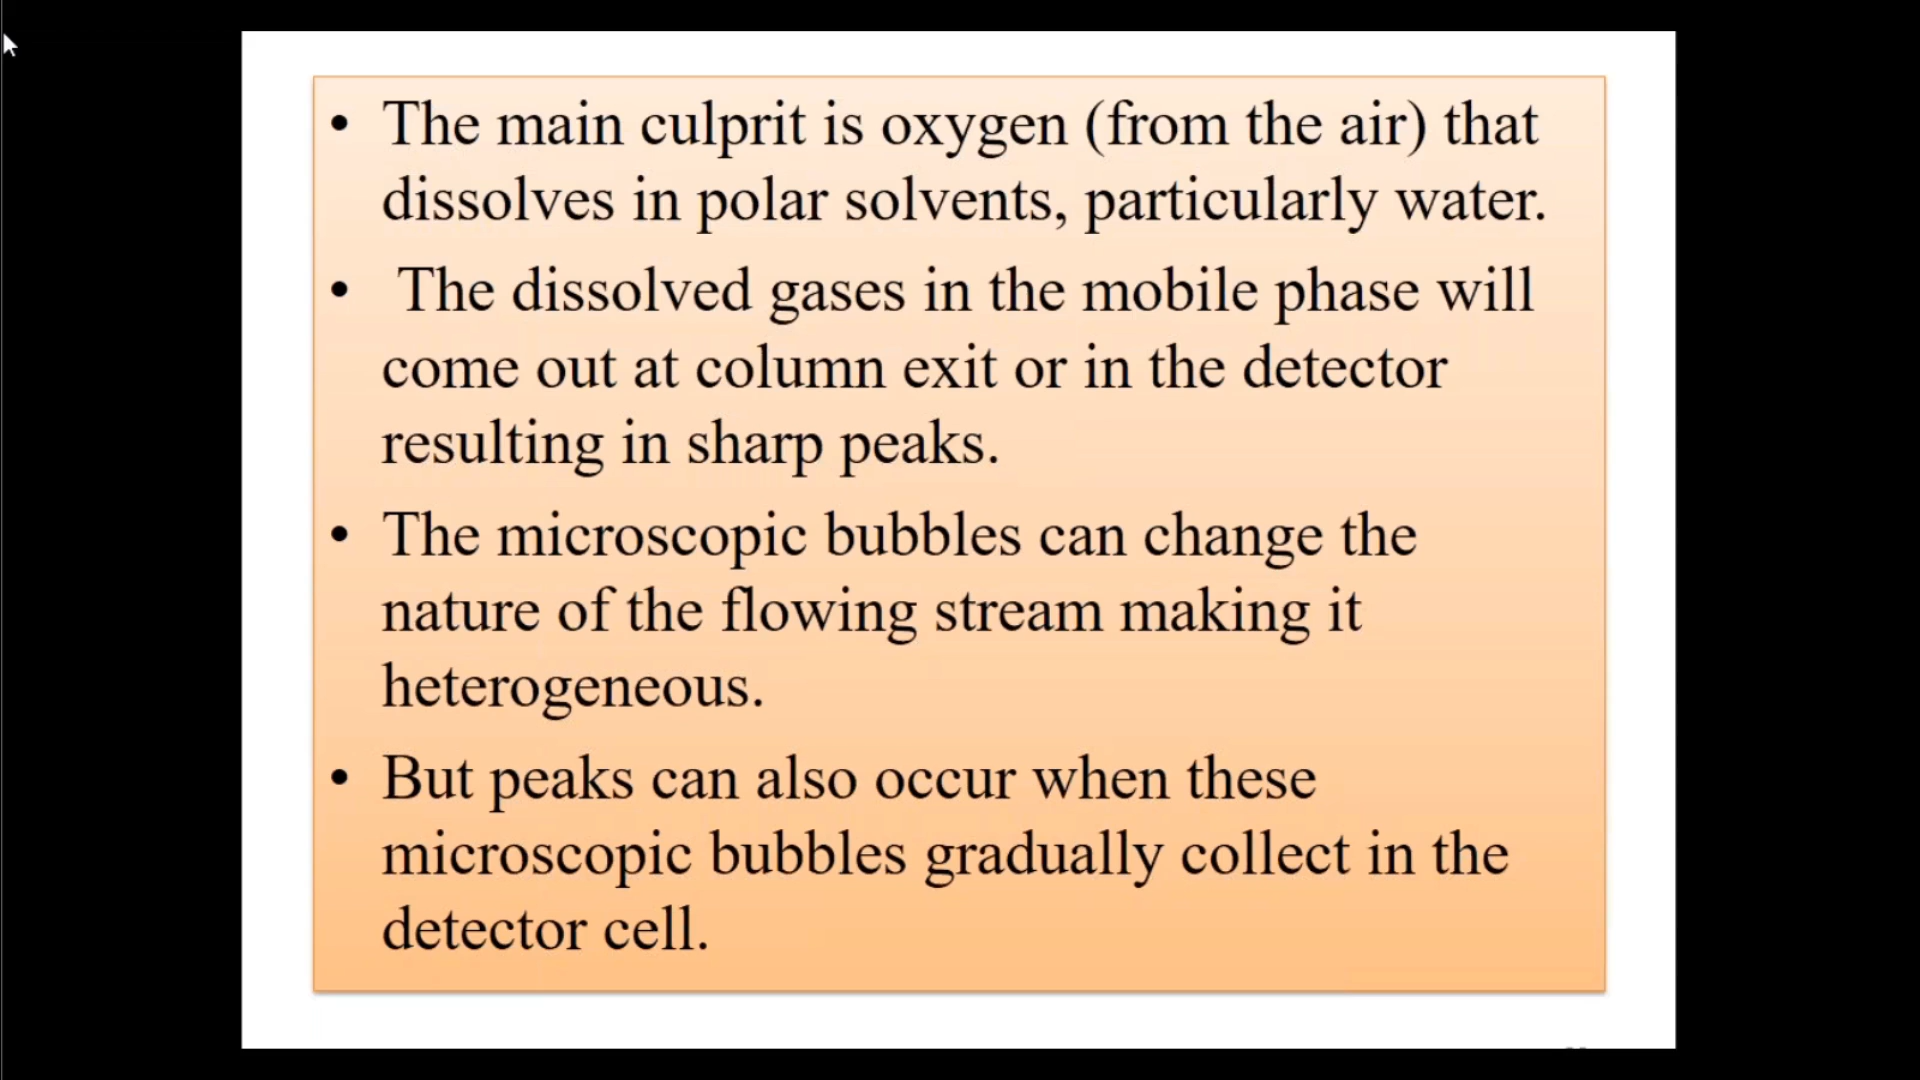 • The main culprit is oxygen (from the air) that
dissolves in polar solvents, particularly water.
• The dissolved gases in the mobile phase will
come out at column exit or in the detector
resulting in sharp peaks.
• The microscopic bubbles can change the
nature of the flowing stream making it
heterogeneous.
• But peaks can also occur when these
microscopic bubbles gradually collect in the
detector cell.